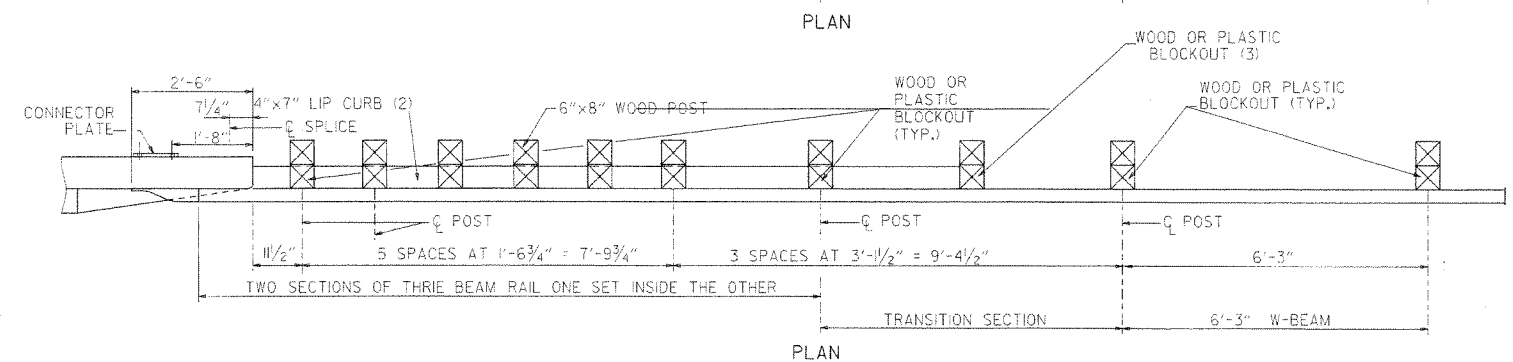 PLAN
WOOD OR PLASTIC
BLOCKOUT (3)
2'-6"
WOOD OR
PLASTIC
BLOCKOUT
(TYP.)
WOOD OR PLASTIC
BLOCKOUT (TYP.)
CONNECTOR
PLATE
7 1/4"
4"x7" LIP CURB (2)
6"x8" WOOD POST
℄ SPLICE
1'-8"
℄ POST
℄ POST
℄ POST
11 1/2"
5 SPACES AT 1'-6 3/4" = 7'-9 3/4"
3 SPACES AT 3'-1 1/2" = 9'-4 1/2"
6'-3"
TWO SECTIONS OF THRIE BEAM RAIL ONE SET INSIDE THE OTHER
TRANSITION SECTION
6'-3" W-BEAM
PLAN